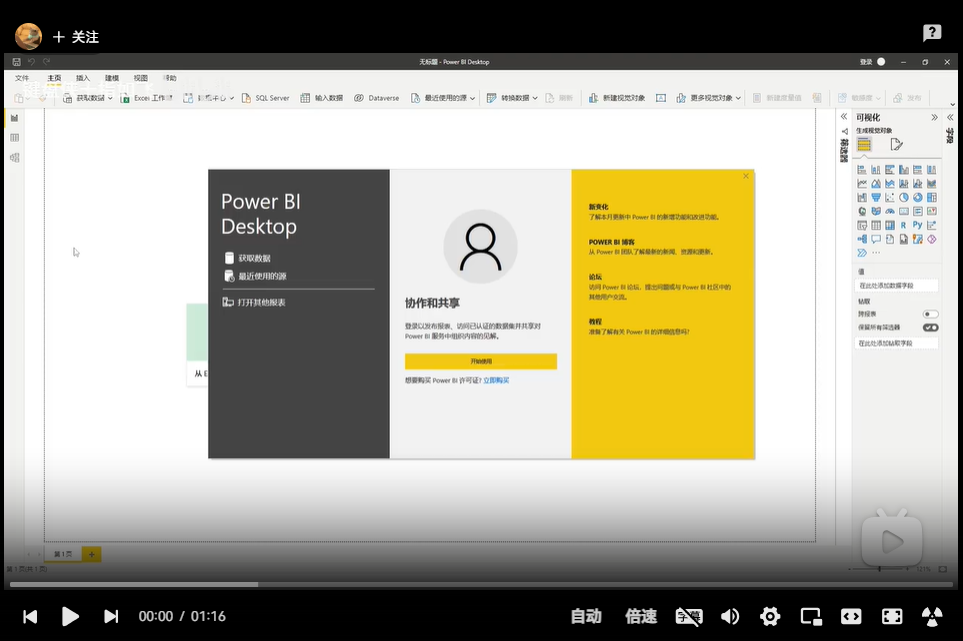 + 关注
无标题 - Power BI Desktop
登录
文件 主页 插入 建模 视图 帮助
获取数据 SQL Server 输入数据 Dataverse 最近使用的源 转换数据 刷新 新建视觉对象 更多视觉对象 新建度量值 敏感度 发布
可视化
生成视觉对象
筛选器
字段
Power BI
Desktop
获取数据
最近使用的源
打开其他报表
协作和共享
登录以发布报表、访问已认证的数据集并共享对
Power BI 服务中组织内容的见解。
开始使用
想要购买 Power BI 许可证? 立即购买
新变化
了解本月更新中 Power BI 的新增功能和改进功能。
POWER BI 博客
从 Power BI 团队了解最新的新闻、资源和更新。
论坛
访问 Power BI 论坛、提出问题或与 Power BI 社区中的
其他用户交流。
教程
准备了解有关 Power BI 的详细信息吗?
从 E
值
在此处添加数据字段
钻取
跨报表
保留所有筛选器
在此处添加钻取字段
第 1 页
第 1 页(共 1 页)
121%
00:00 / 01:16
自动 倍速 字幕